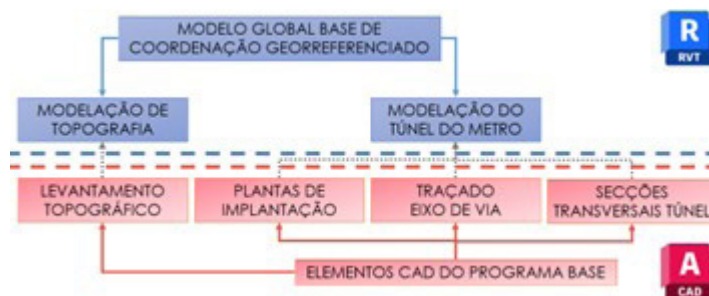 MODELO GLOBAL BASE DE
COORDENAÇÃO GEORREFERENCIADO
R
RVT
MODELAÇÃO DE
TOPOGRAFIA
MODELAÇÃO DO
TÚNEL DO METRO
LEVANTAMENTO
TOPOGRÁFICO
PLANTAS DE
IMPLANTAÇÃO
TRAÇADO
EIXO DE VIA
SECÇÕES
TRANSVERSAIS TÚNEL
ELEMENTOS CAD DO PROGRAMA BASE
A
CAD